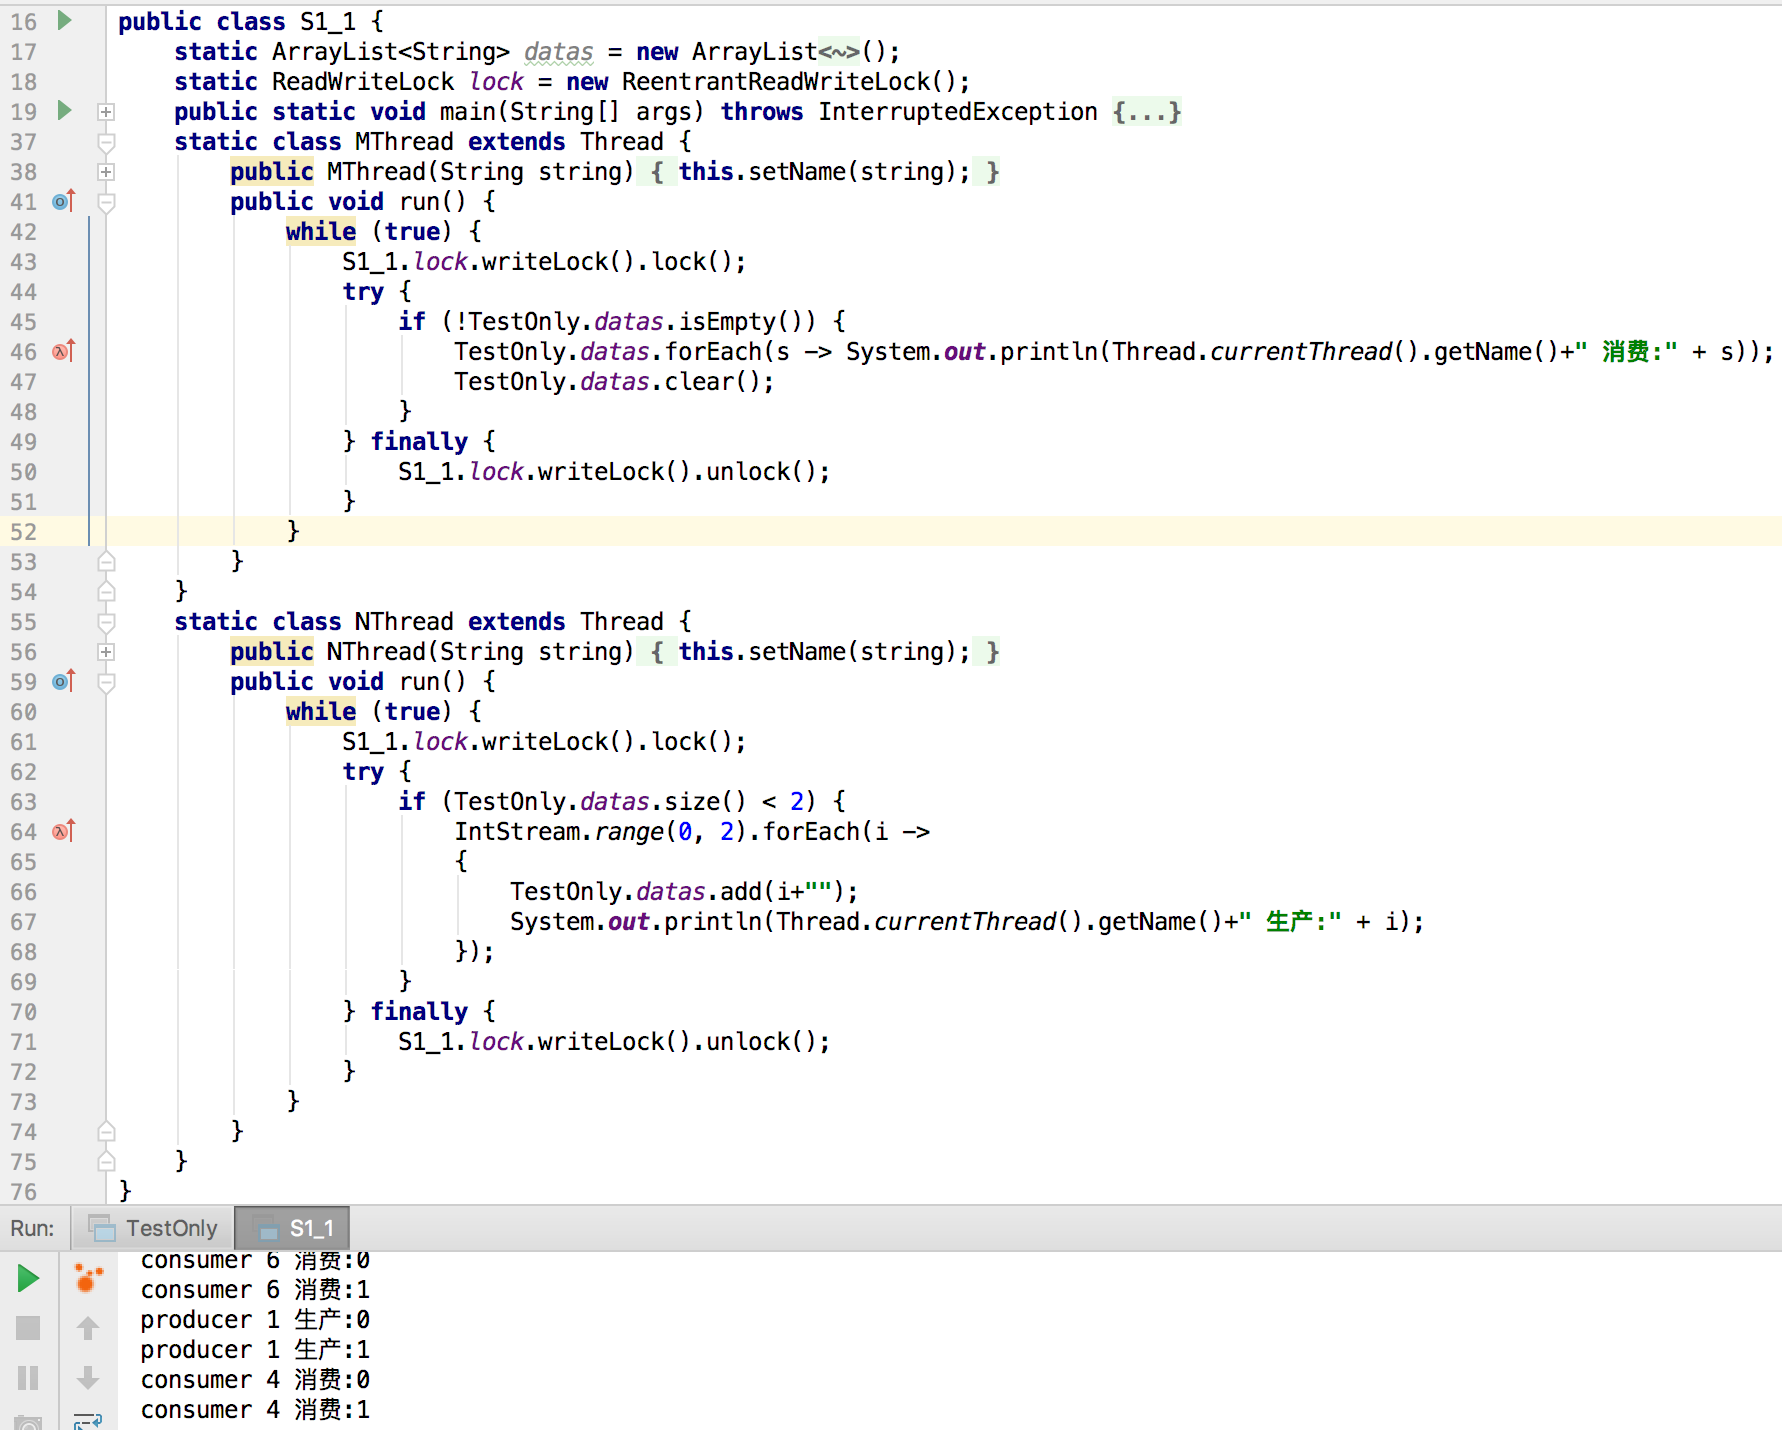 16 public class S1_1 {
17 static ArrayList<String> datas = new ArrayList<~>();
18 static ReadWriteLock lock = new ReentrantReadWriteLock();
19 public static void main(String[] args) throws InterruptedException {...}
37 static class MThread extends Thread {
38 public MThread(String string) { this.setName(string); }
41 public void run() {
42 while (true) {
43 S1_1.lock.writeLock().lock();
44 try {
45 if (!TestOnly.datas.isEmpty()) {
46 TestOnly.datas.forEach(s -> System.out.println(Thread.currentThread().getName()+" 消费:" + s));
47 TestOnly.datas.clear();
48 }
49 } finally {
50 S1_1.lock.writeLock().unlock();
51 }
52 }
53 }
54 }
55 static class NThread extends Thread {
56 public NThread(String string) { this.setName(string); }
59 public void run() {
60 while (true) {
61 S1_1.lock.writeLock().lock();
62 try {
63 if (TestOnly.datas.size() < 2) {
64 IntStream.range(0, 2).forEach(i ->
65 {
66 TestOnly.datas.add(i+"");
67 System.out.println(Thread.currentThread().getName()+" 生产:" + i);
68 });
69 }
70 } finally {
71 S1_1.lock.writeLock().unlock();
72 }
73 }
74 }
75 }
76 }
Run: TestOnly S1_1
consumer 6 消费:0
consumer 6 消费:1
producer 1 生产:0
producer 1 生产:1
consumer 4 消费:0
consumer 4 消费:1